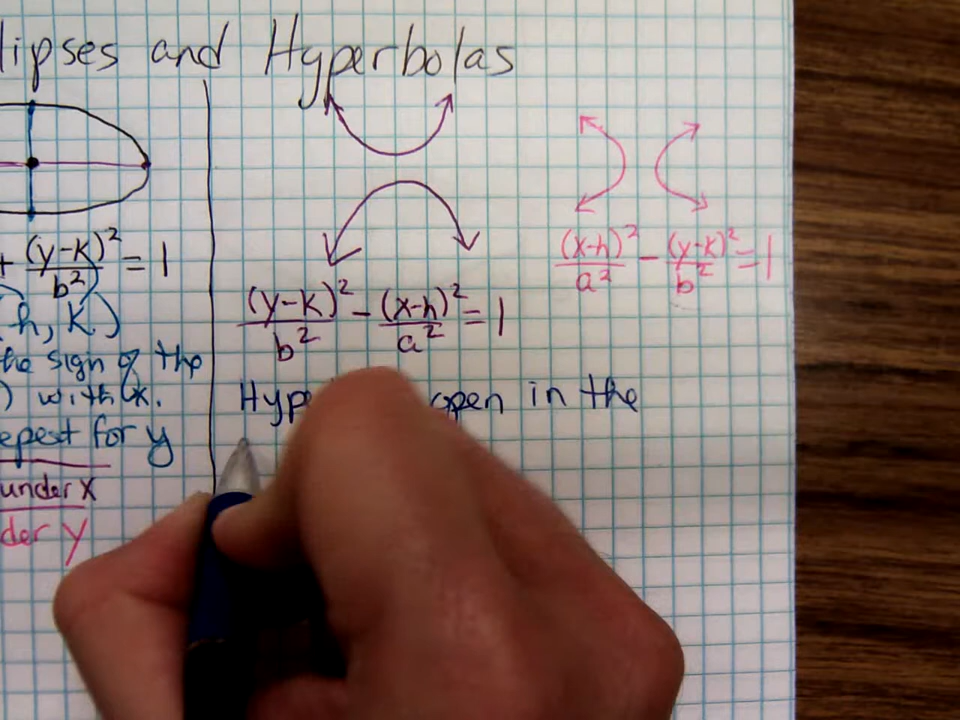 lipses and Hyperbolas
+ (y-k)²/b² = 1
h, k)
the sign of the
) with x.
epeat for y
under x
der y
(y-k)²/b² - (x-h)²/a² = 1
(x-h)²/a² - (y-k)²/b² = 1
Hyp open in the